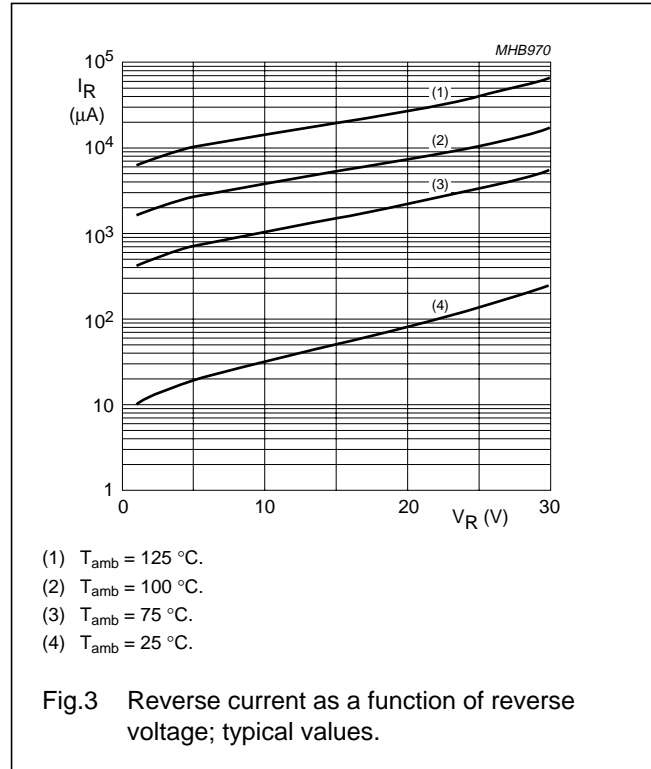 MHB970
10^5
I_R
(μA)
(1)
10^4
(2)
(3)
10^3
(4)
10^2
10
1
0
10
20
V_R (V)
30
(1) T_amb = 125 °C.
(2) T_amb = 100 °C.
(3) T_amb = 75 °C.
(4) T_amb = 25 °C.
Fig.3 Reverse current as a function of reverse
voltage; typical values.